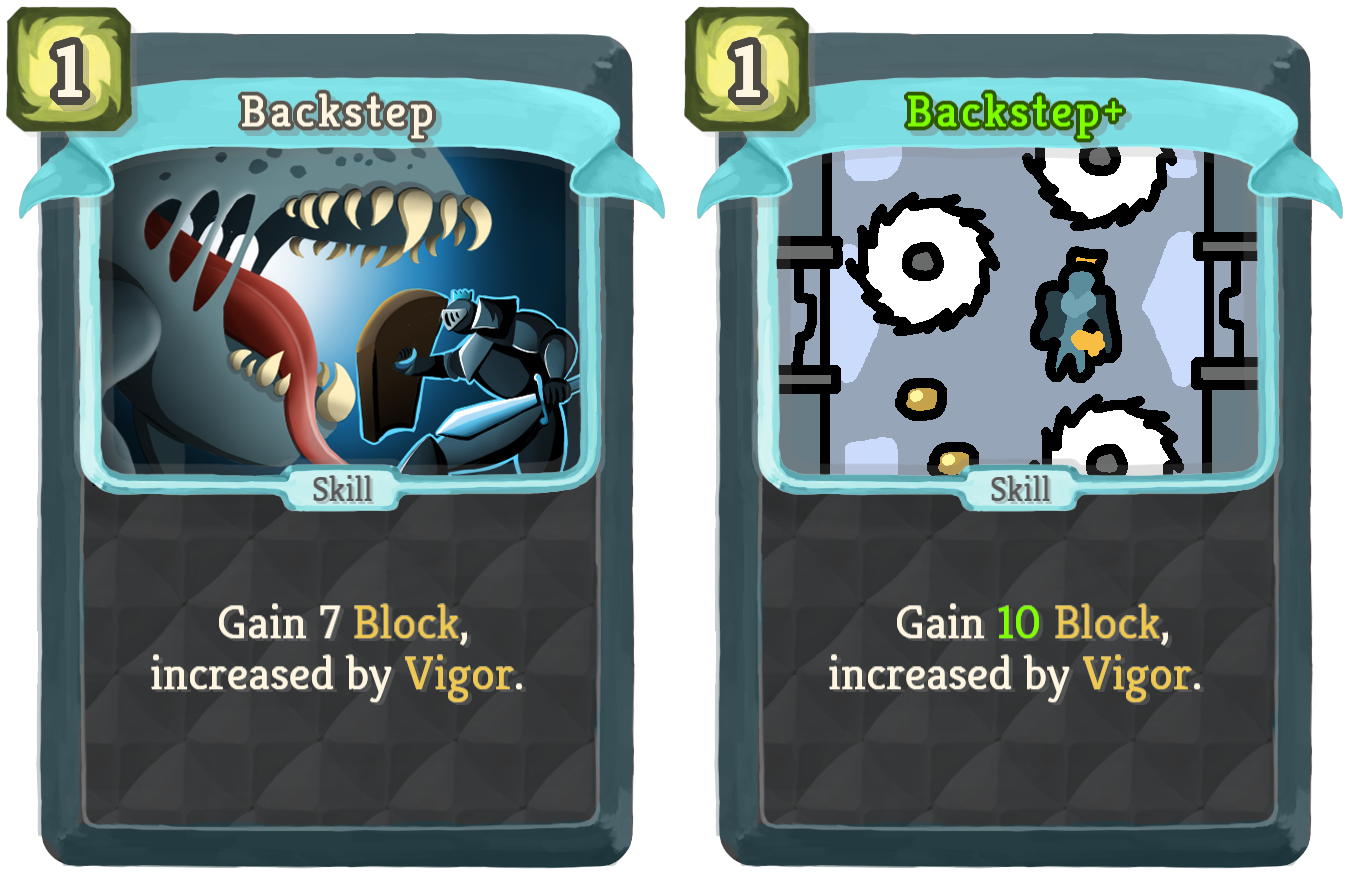 1
Backstep
Skill
Gain 7 Block,
increased by Vigor.
1
Backstep+
Skill
Gain 10 Block,
increased by Vigor.